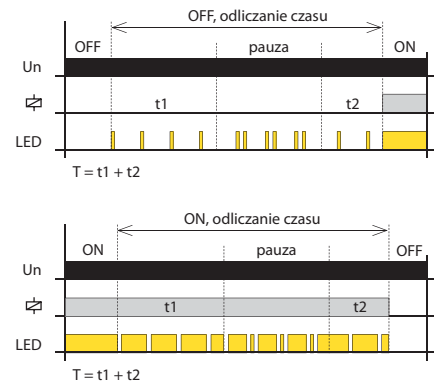 OFF, odliczanie czasu
OFF pauza ON
Un
t1 t2
LED
T = t1 + t2
ON, odliczanie czasu
ON pauza OFF
Un
t1 t2
LED
T = t1 + t2